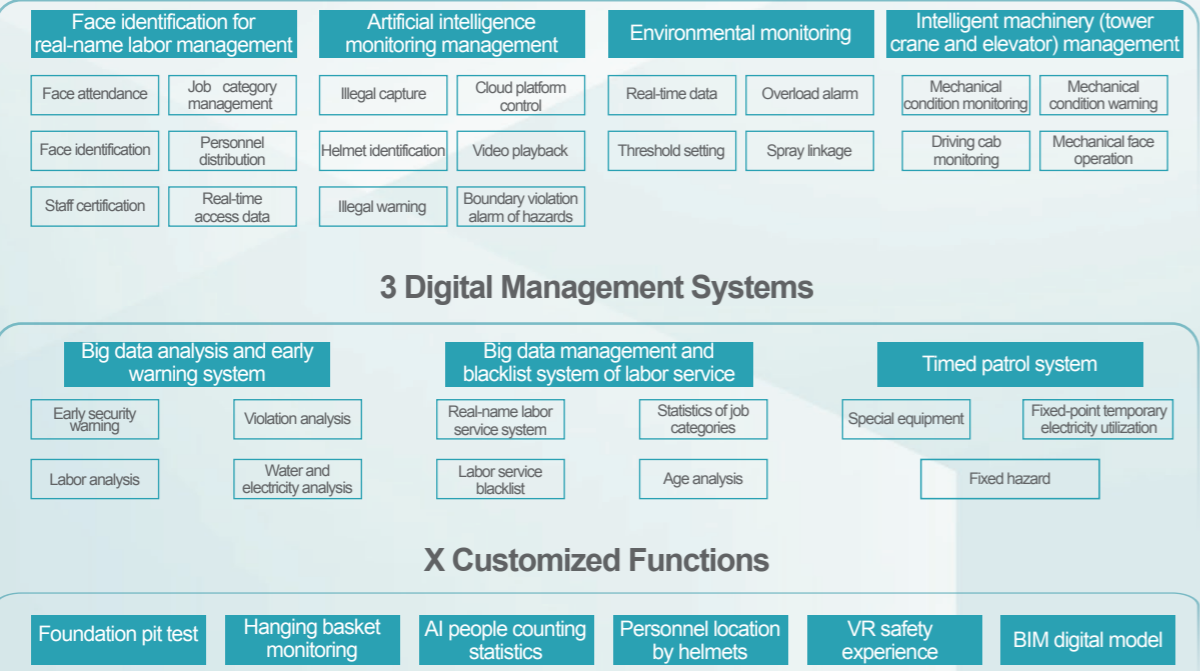 Face identification for
real-name labor management
Artificial intelligence
monitoring management
Environmental monitoring
Intelligent machinery (tower
crane and elevator) management
Face attendance
Job category
management
Illegal capture
Cloud platform
control
Real-time data
Overload alarm
Mechanical
condition monitoring
Mechanical
condition warning
Face identification
Personnel
distribution
Helmet identification
Video playback
Threshold setting
Spray linkage
Driving cab
monitoring
Mechanical face
operation
Staff certification
Real-time
access data
Illegal warning
Boundary violation
alarm of hazards
3 Digital Management Systems
Big data analysis and early
warning system
Big data management and
blacklist system of labor service
Timed patrol system
Early security
warning
Violation analysis
Real-name labor
service system
Statistics of job
categories
Special equipment
Fixed-point temporary
electricity utilization
Labor analysis
Water and
electricity analysis
Labor service
blacklist
Age analysis
Fixed hazard
X Customized Functions
Foundation pit test
Hanging basket
monitoring
AI people counting
statistics
Personnel location
by helmets
VR safety
experience
BIM digital model